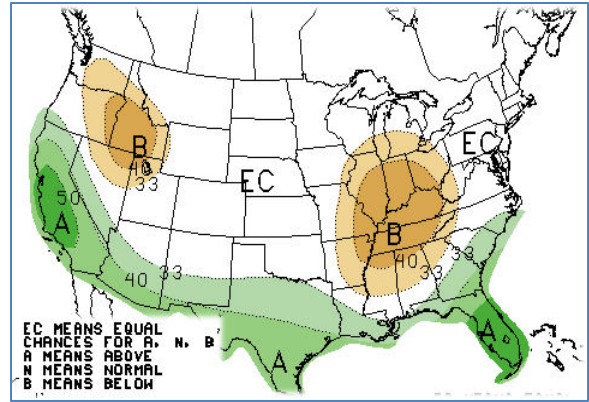 B
40
33
EC
EC
50
A
B
40
33
33
40
33
A
A
EC MEANS EQUAL
CHANCES FOR A, N, B
A MEANS ABOVE
N MEANS NORMAL
B MEANS BELOW